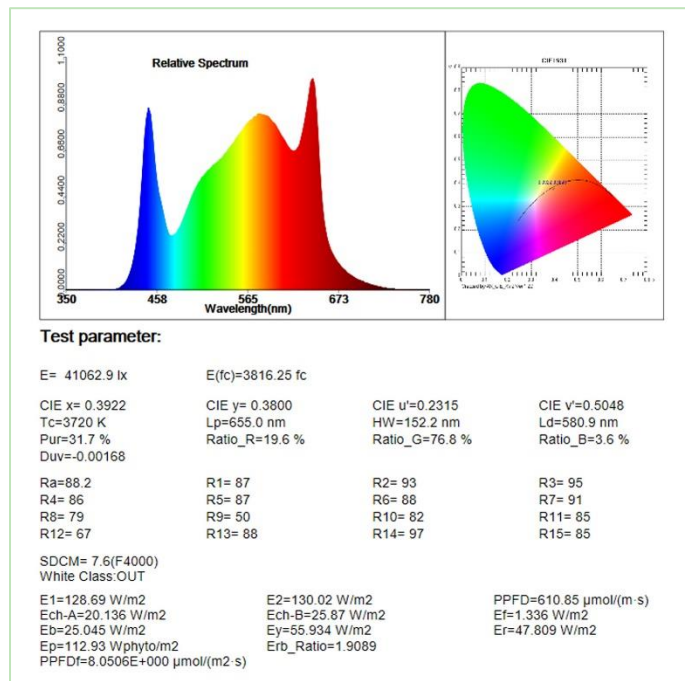 Relative Spectrum
1.1000
0.8800
0.6600
0.4400
0.2200
0.0000
350 458 565 673 780
Wavelength(nm)
CIE1931
Test parameter:
E= 41062.9 lx E(fc)=3816.25 fc
CIE x= 0.3922 CIE y= 0.3800 CIE u'=0.2315 CIE v'=0.5048
Tc=3720 K Lp=655.0 nm HW=152.2 nm Ld=580.9 nm
Pur=31.7 % Ratio_R=19.6 % Ratio_G=76.8 % Ratio_B=3.6 %
Duv=-0.00168
Ra=88.2 R1= 87 R2= 93 R3= 95
R4= 86 R5= 87 R6= 88 R7= 91
R8= 79 R9= 50 R10= 82 R11= 85
R12= 67 R13= 88 R14= 97 R15= 85
SDCM= 7.6(F4000)
White Class:OUT
E1=128.69 W/m2 E2=130.02 W/m2 PPFD=610.85 μmol/(m·s)
Ech-A=20.136 W/m2 Ech-B=25.87 W/m2 Ef=1.336 W/m2
Eb=25.045 W/m2 Ey=55.934 W/m2 Er=47.809 W/m2
Ep=112.93 Wphyto/m2 Erb_Ratio=1.9089
PPFDf=8.0506E+000 μmol/(m2·s)